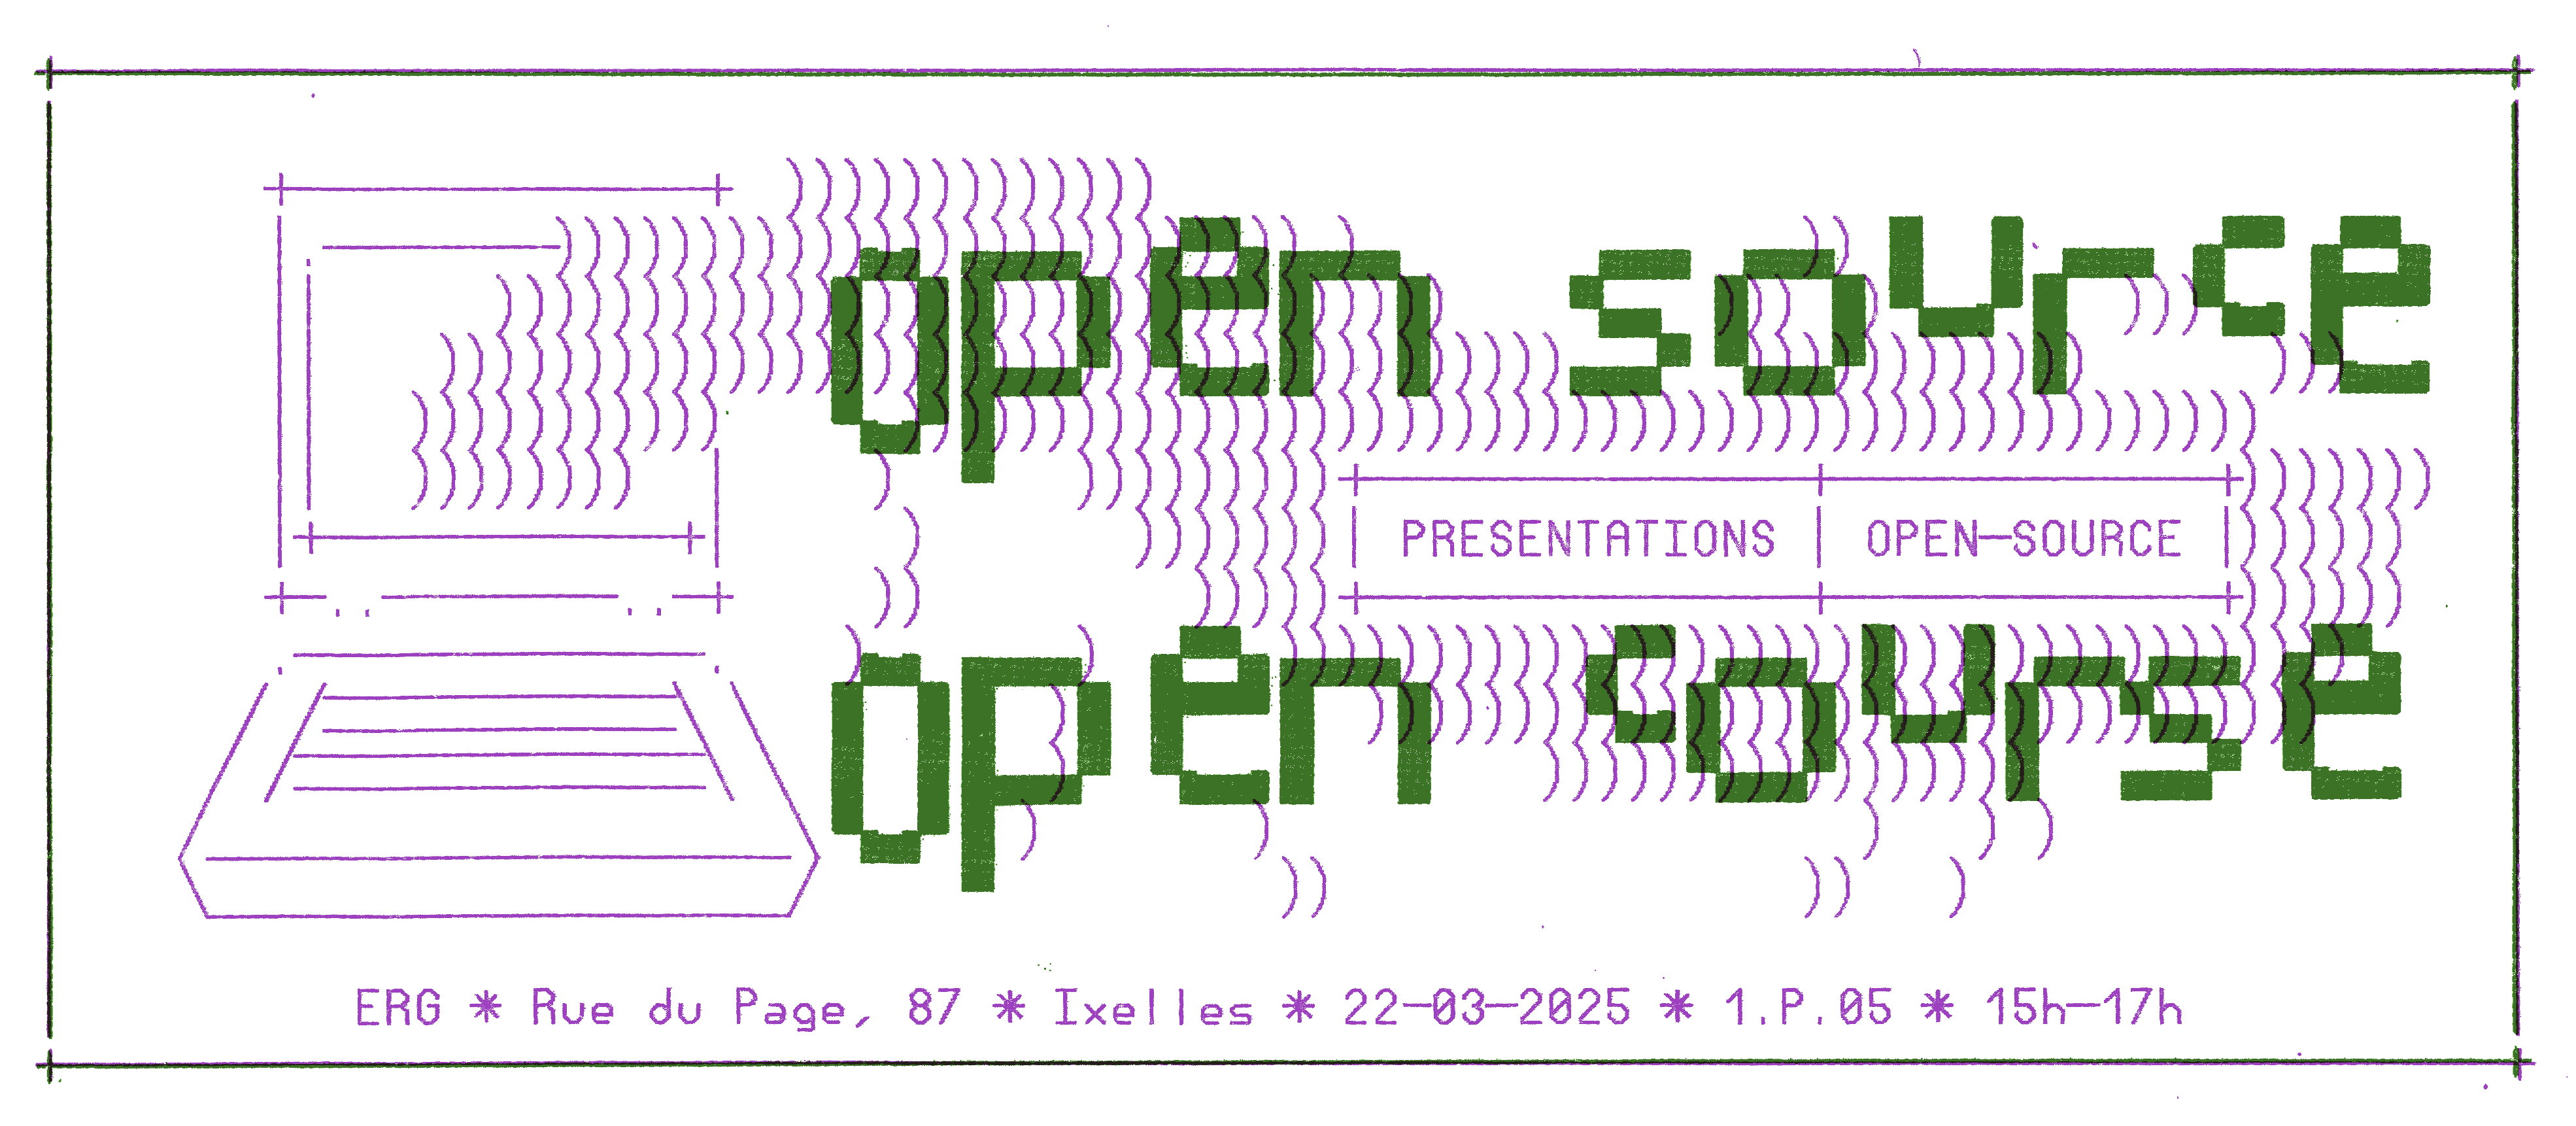 open source
PRESENTATIONS OPEN-SOURCE
open course
ERG * Rue du Page, 87 * Ixelles * 22-03-2025 * 1.P.05 * 15h-17h